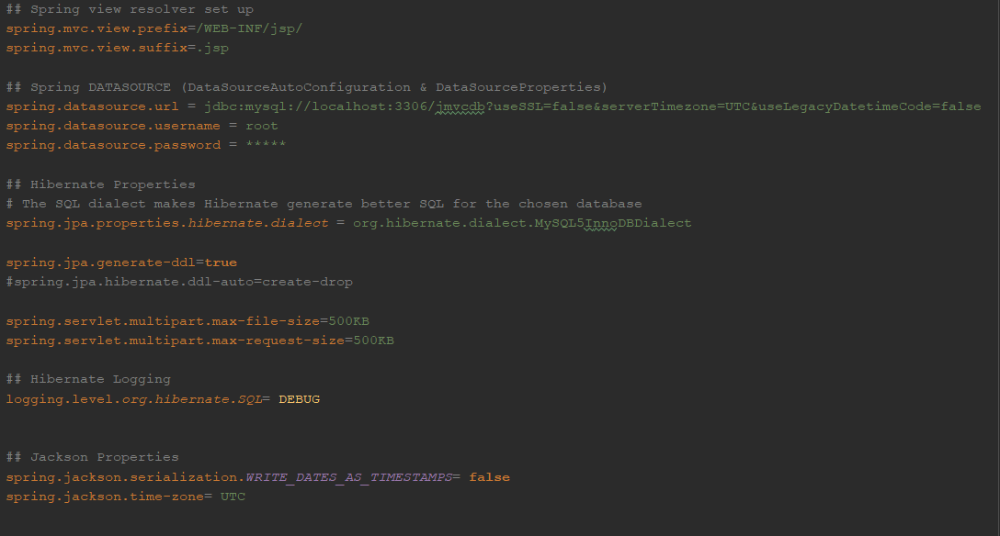 ## Spring view resolver set up
spring.mvc.view.prefix=/WEB-INF/jsp/
spring.mvc.view.suffix=.jsp
## Spring DATASOURCE (DataSourceAutoConfiguration & DataSourceProperties)
spring.datasource.url = jdbc:mysql://localhost:3306/jmvcdb?useSSL=false&serverTimezone=UTC&useLegacyDatetimeCode=false
spring.datasource.username = root
spring.datasource.password = *****
## Hibernate Properties
# The SQL dialect makes Hibernate generate better SQL for the chosen database
spring.jpa.properties.hibernate.dialect = org.hibernate.dialect.MySQL5InnoDBDialect
spring.jpa.generate-ddl=true
#spring.jpa.hibernate.ddl-auto=create-drop
spring.servlet.multipart.max-file-size=500KB
spring.servlet.multipart.max-request-size=500KB
## Hibernate Logging
logging.level.org.hibernate.SQL= DEBUG
## Jackson Properties
spring.jackson.serialization.WRITE_DATES_AS_TIMESTAMPS= false
spring.jackson.time-zone= UTC